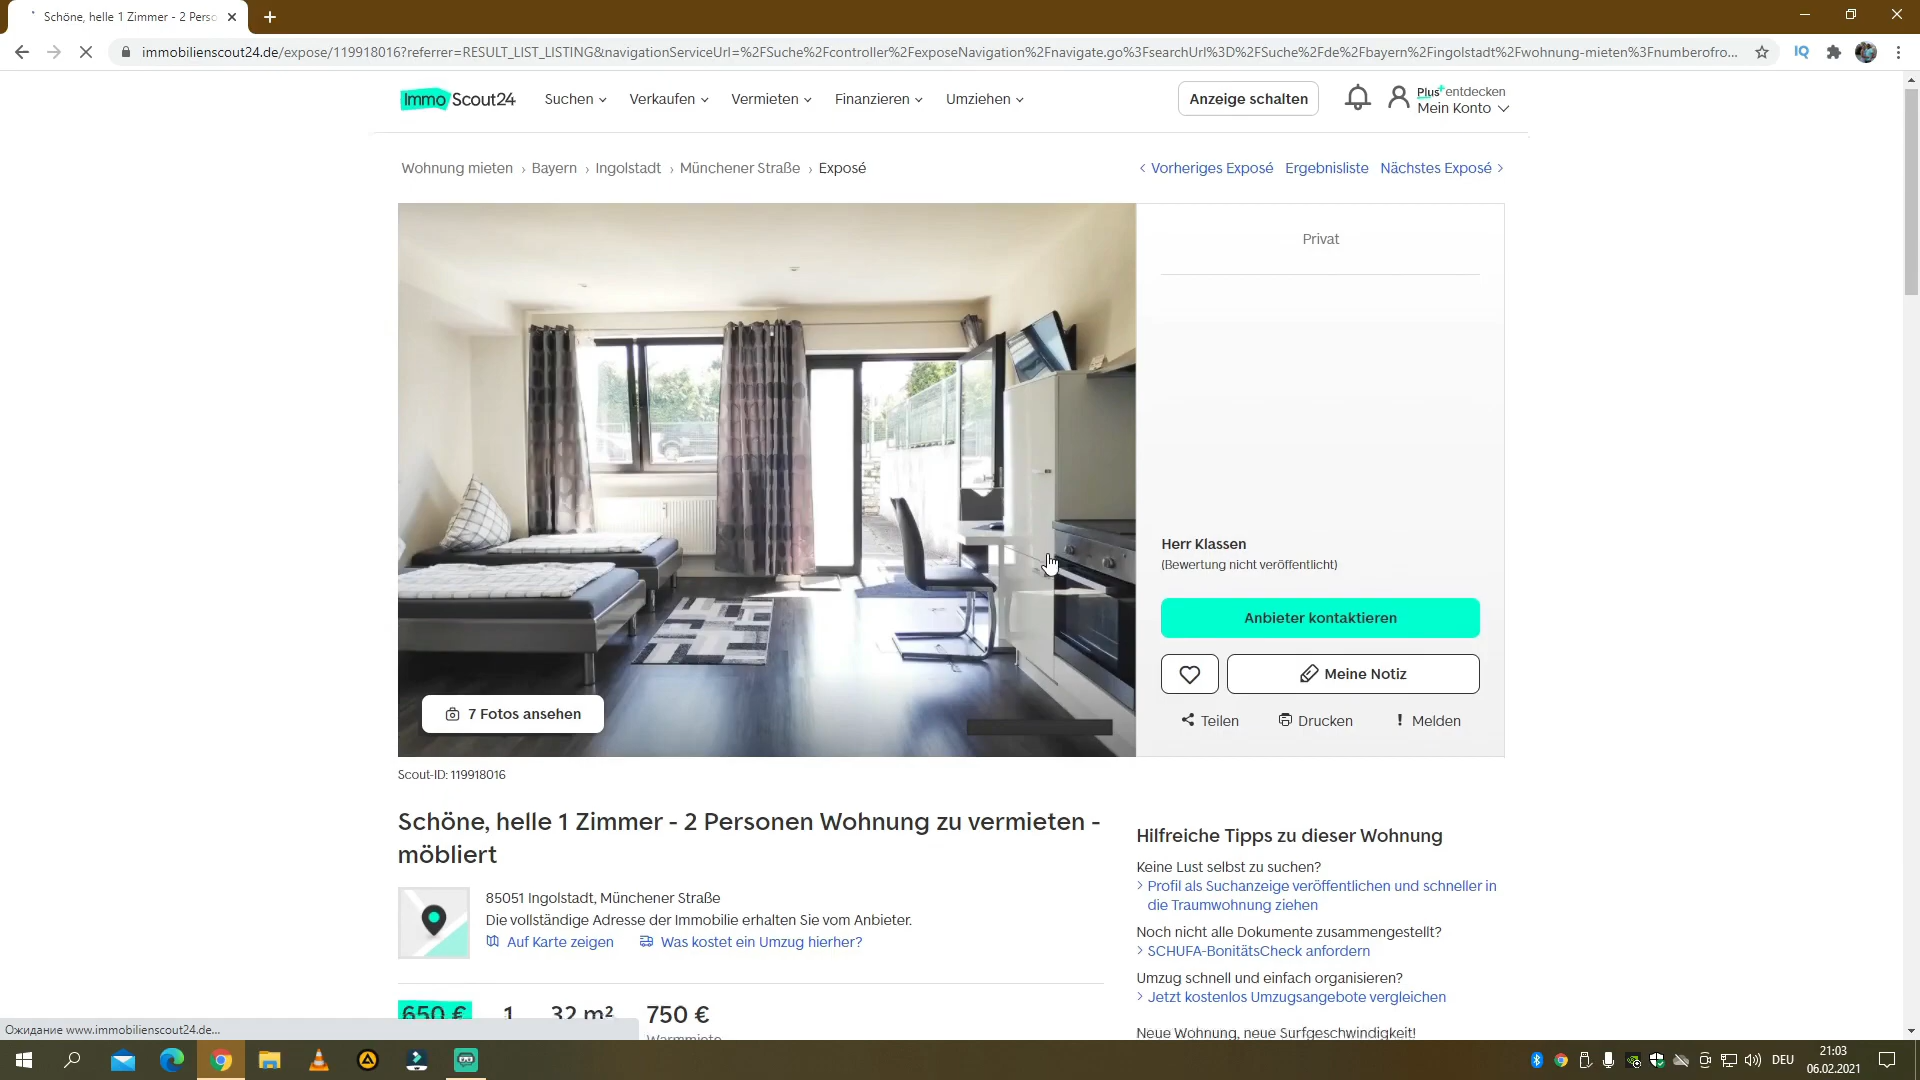 Schöne, helle 1 Zimmer - 2 Perso
immobilienscout24.de/expose/119918016?referrer=RESULT_LIST_LISTING&navigationServiceUrl=%2FSuche%2Fcontroller%2FexposeNavigation%2Fnavigate.go%3FsearchUrl%3D%2FSuche%2Fde%2Fbayern%2Fingolstadt%2Fwohnung-mieten%3Fnumberofro...
IQ
ImmoScout24
Suchen
Verkaufen
Vermieten
Finanzieren
Umziehen
Anzeige schalten
Plus+ entdecken
Mein Konto
Wohnung mieten › Bayern › Ingolstadt › Münchener Straße › Exposé
‹ Vorheriges Exposé
Ergebnisliste
Nächstes Exposé ›
Privat
Herr Klassen
(Bewertung nicht veröffentlicht)
Anbieter kontaktieren
Meine Notiz
Teilen
Drucken
Melden
7 Fotos ansehen
Scout-ID: 119918016
Schöne, helle 1 Zimmer - 2 Personen Wohnung zu vermieten -
möbliert
85051 Ingolstadt, Münchener Straße
Die vollständige Adresse der Immobilie erhalten Sie vom Anbieter.
Auf Karte zeigen
Was kostet ein Umzug hierher?
650 €
1
32 m²
750 €
Warmmiete
Hilfreiche Tipps zu dieser Wohnung
Keine Lust selbst zu suchen?
› Profil als Suchanzeige veröffentlichen und schneller in
die Traumwohnung ziehen
Noch nicht alle Dokumente zusammengestellt?
› SCHUFA-BonitätsCheck anfordern
Umzug schnell und einfach organisieren?
› Jetzt kostenlos Umzugsangebote vergleichen
Neue Wohnung, neue Surfgeschwindigkeit!
Ожидание www.immobilienscout24.de...
DEU
21:03
06.02.2021